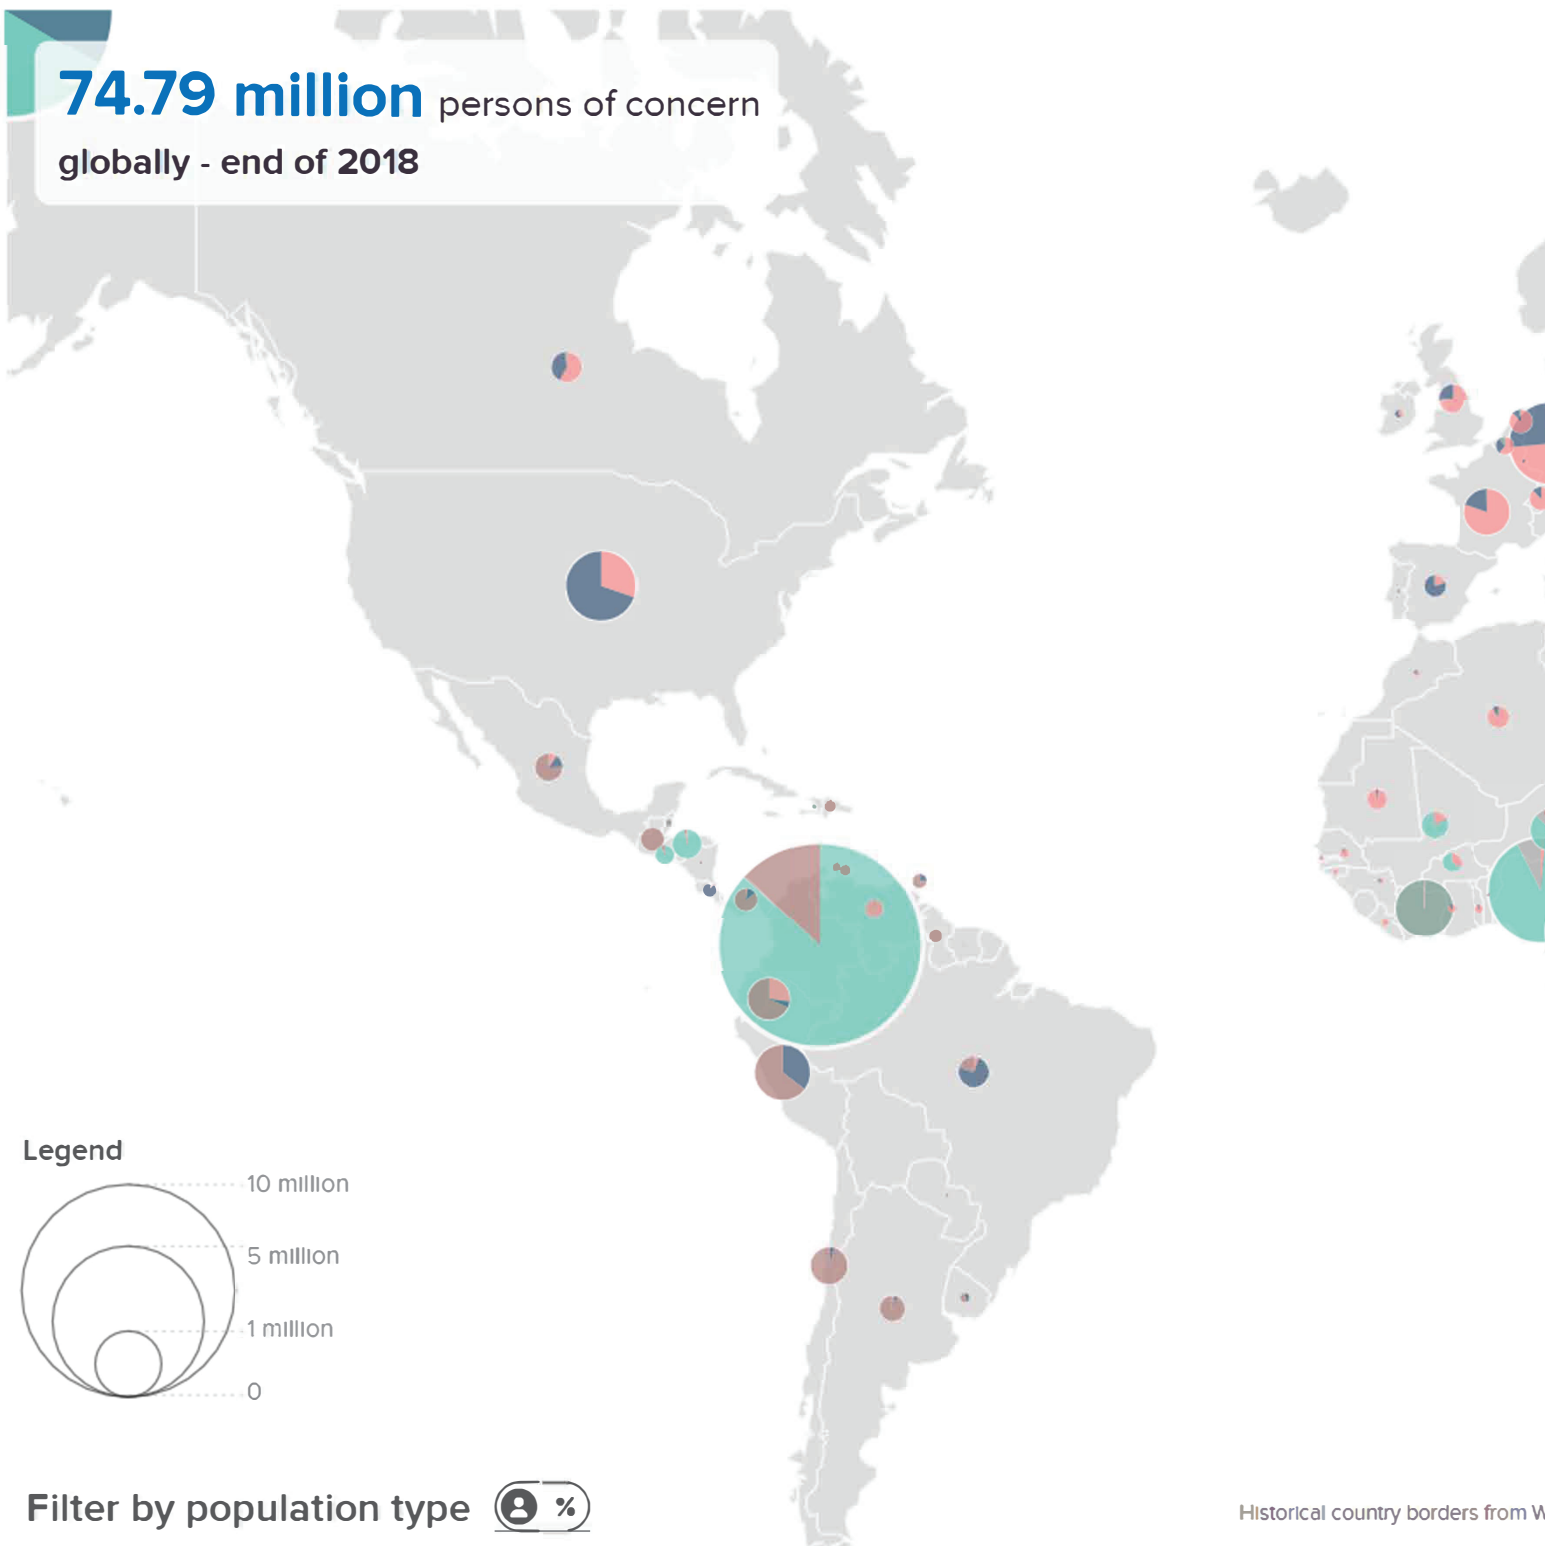 74.79 million persons of concern
globally - end of 2018
Legend
10 million
5 million
1 million
0
Filter by population type %
Historical country borders from W